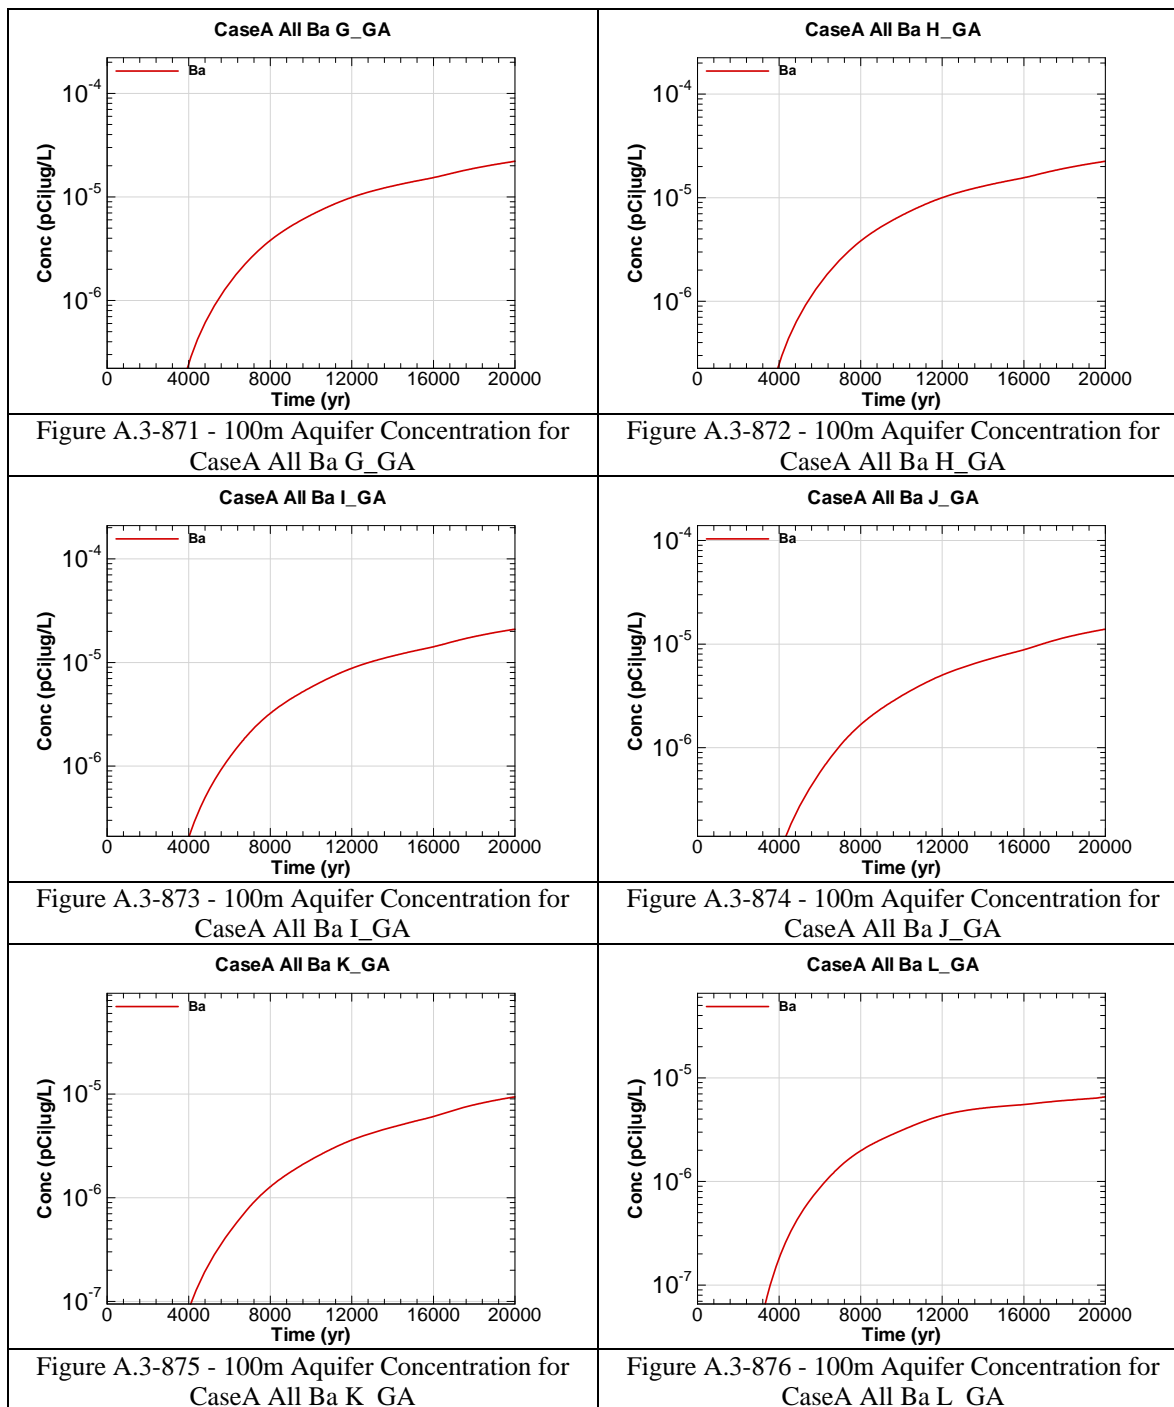 CaseA All Ba G_GA
Ba
10^-4
10^-5
10^-6
Conc (pCi|ug/L)
0 4000 8000 12000 16000 20000
Time (yr)
Figure A.3-871 - 100m Aquifer Concentration for
CaseA All Ba G_GA
CaseA All Ba H_GA
Ba
10^-4
10^-5
10^-6
Conc (pCi|ug/L)
0 4000 8000 12000 16000 20000
Time (yr)
Figure A.3-872 - 100m Aquifer Concentration for
CaseA All Ba H_GA
CaseA All Ba I_GA
Ba
10^-4
10^-5
10^-6
Conc (pCi|ug/L)
0 4000 8000 12000 16000 20000
Time (yr)
Figure A.3-873 - 100m Aquifer Concentration for
CaseA All Ba I_GA
CaseA All Ba J_GA
Ba
10^-4
10^-5
10^-6
Conc (pCi|ug/L)
0 4000 8000 12000 16000 20000
Time (yr)
Figure A.3-874 - 100m Aquifer Concentration for
CaseA All Ba J_GA
CaseA All Ba K_GA
Ba
10^-5
10^-6
10^-7
Conc (pCi|ug/L)
0 4000 8000 12000 16000 20000
Time (yr)
Figure A.3-875 - 100m Aquifer Concentration for
CaseA All Ba K_GA
CaseA All Ba L_GA
Ba
10^-5
10^-6
10^-7
Conc (pCi|ug/L)
0 4000 8000 12000 16000 20000
Time (yr)
Figure A.3-876 - 100m Aquifer Concentration for
CaseA All Ba L_GA